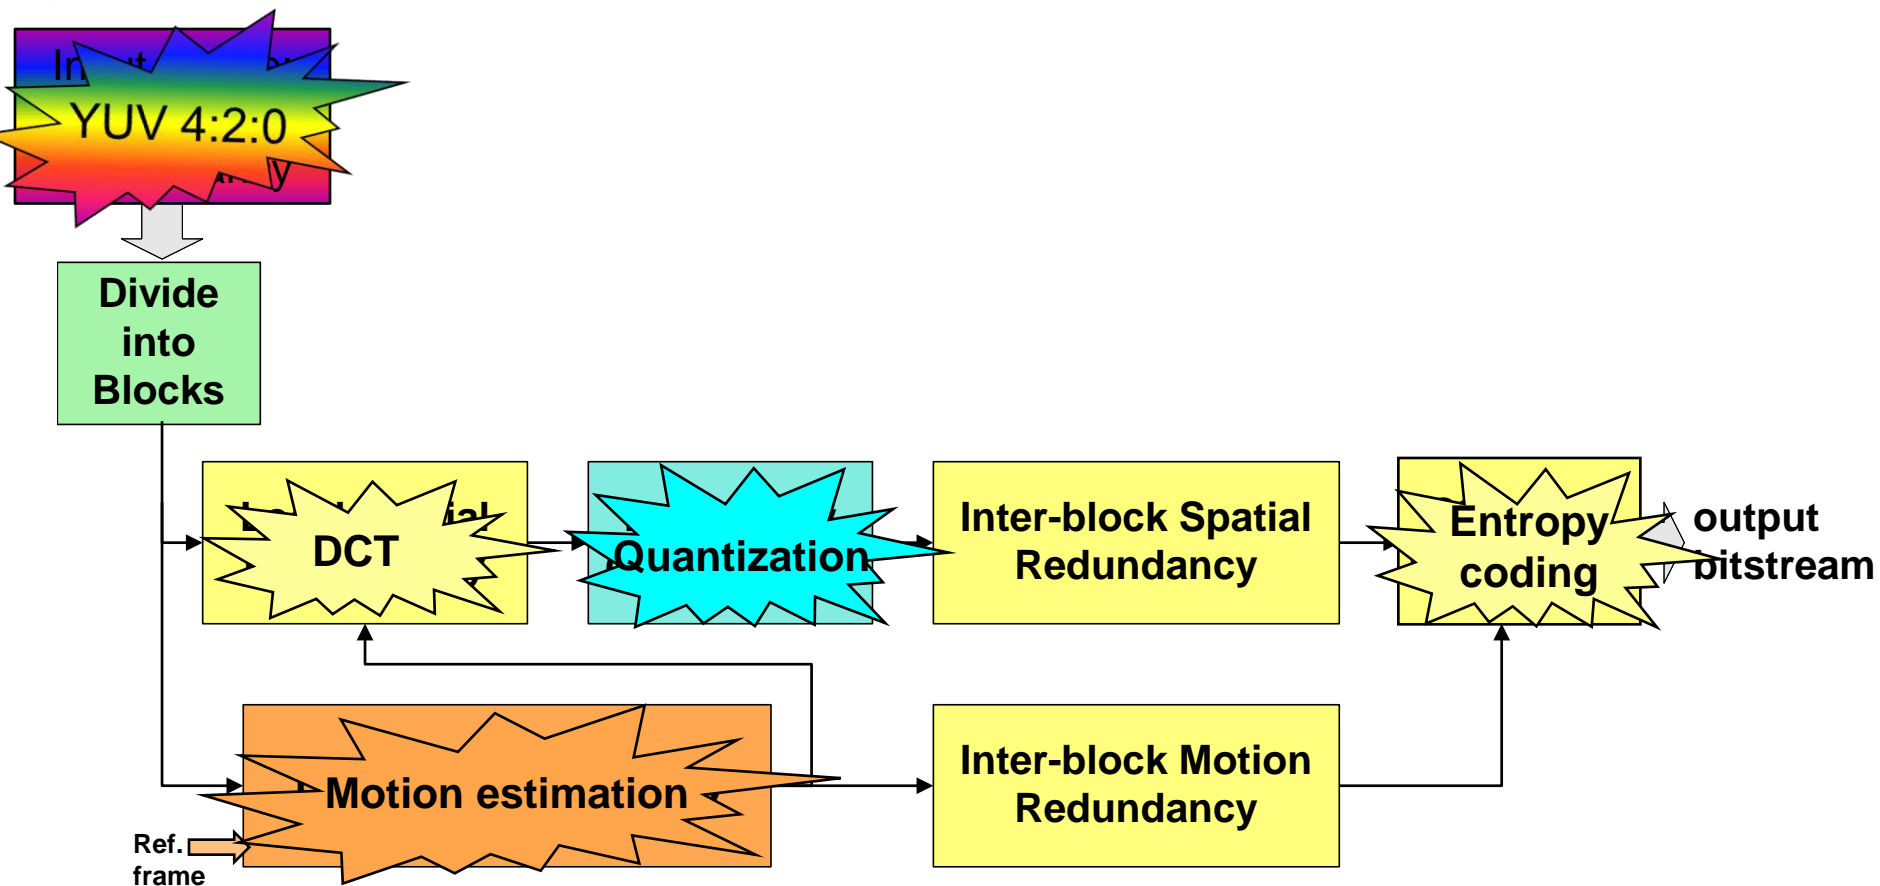 YUV 4:2:0
Divide
into
Blocks
DCT
Quantization
Inter-block Spatial
Redundancy
Entropy
coding
output
bitstream
Motion estimation
Inter-block Motion
Redundancy
Ref.
frame